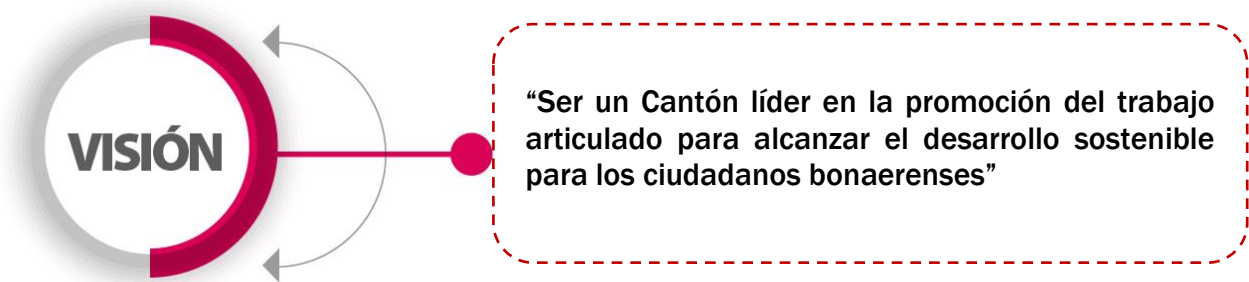 VISIÓN
“Ser un Cantón líder en la promoción del trabajo
articulado para alcanzar el desarrollo sostenible
para los ciudadanos bonaerenses”